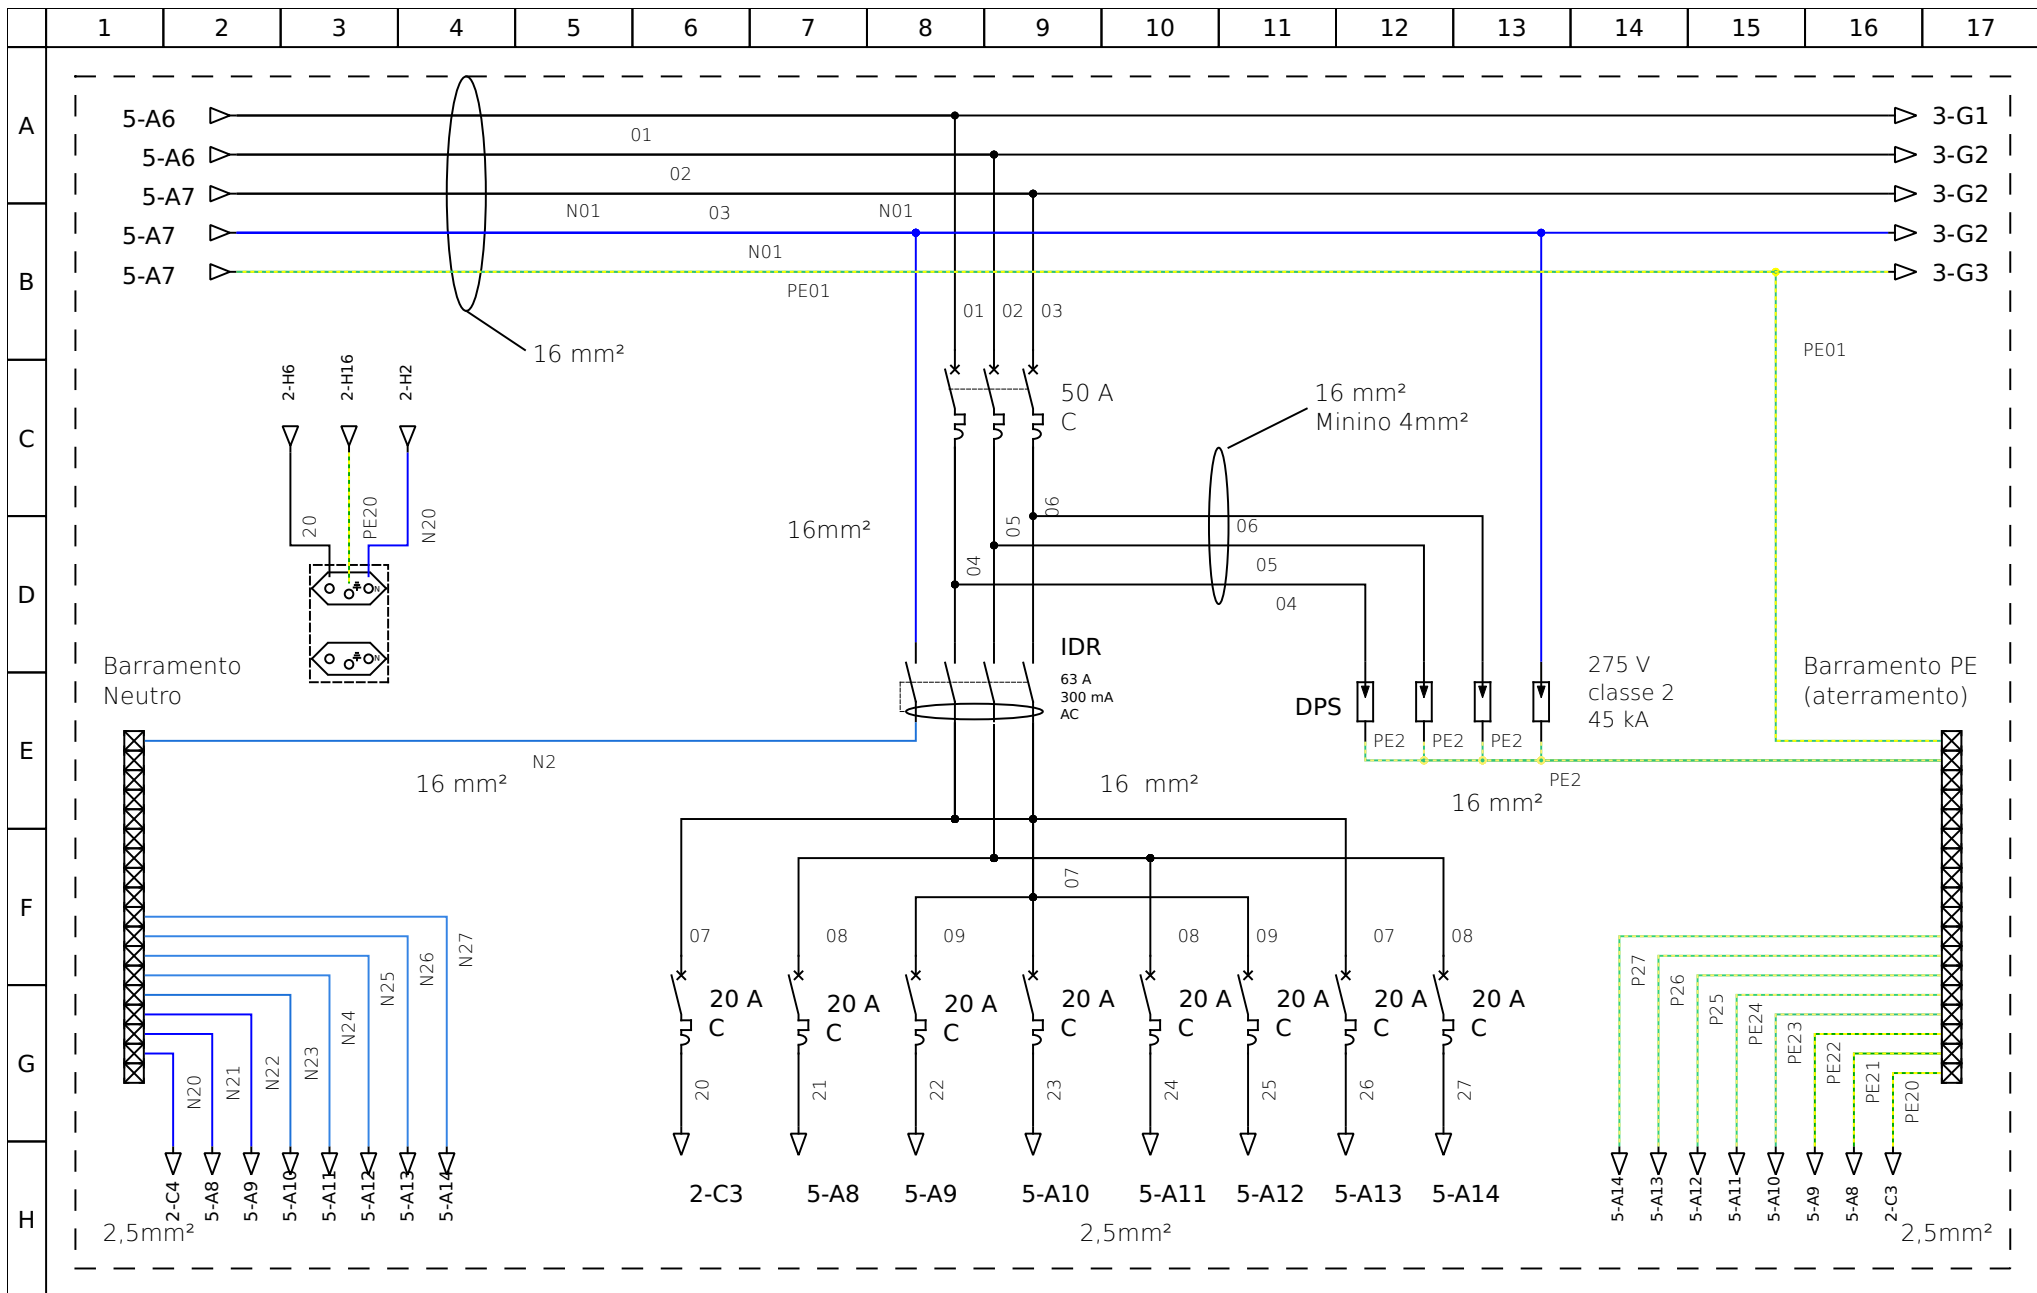 1 2 3 4 5 6 7 8 9 10 11 12 13 14 15 16 17
A
B
C
D
E
F
G
H
5-A6
5-A6
5-A7
5-A7
5-A7
3-G1
3-G2
3-G2
3-G2
3-G3
01
02
N01 03 N01
N01
PE01
01 02 03
16 mm²
PE01
2-H6
2-H16
2-H2
50 A
C
16 mm²
Minino 4mm²
20
PE20
N20
16mm²
04
05
06
06
05
04
N
N
IDR
63 A
300 mA
AC
DPS
275 V
classe 2
45 kA
Barramento
Neutro
Barramento PE
(aterramento)
PE2 PE2 PE2
PE2
N2
16 mm²
16 mm²
16 mm²
07
07 08 09 08 09 07 08
20 A
C
20 A
C
20 A
C
20 A
C
20 A
C
20 A
C
20 A
C
20 A
C
N20
N21
N22
N23
N24
N25
N26
N27
20
21
22
23
24
25
26
27
P27
P26
P25
PE24
PE23
PE22
PE21
PE20
2-C4
5-A8
5-A9
5-A10
5-A11
5-A12
5-A13
5-A14
2-C3 5-A8 5-A9 5-A10 5-A11 5-A12 5-A13 5-A14
5-A14
5-A13
5-A12
5-A11
5-A10
5-A9
5-A8
2-C3
2,5mm²
2,5mm²
2,5mm²